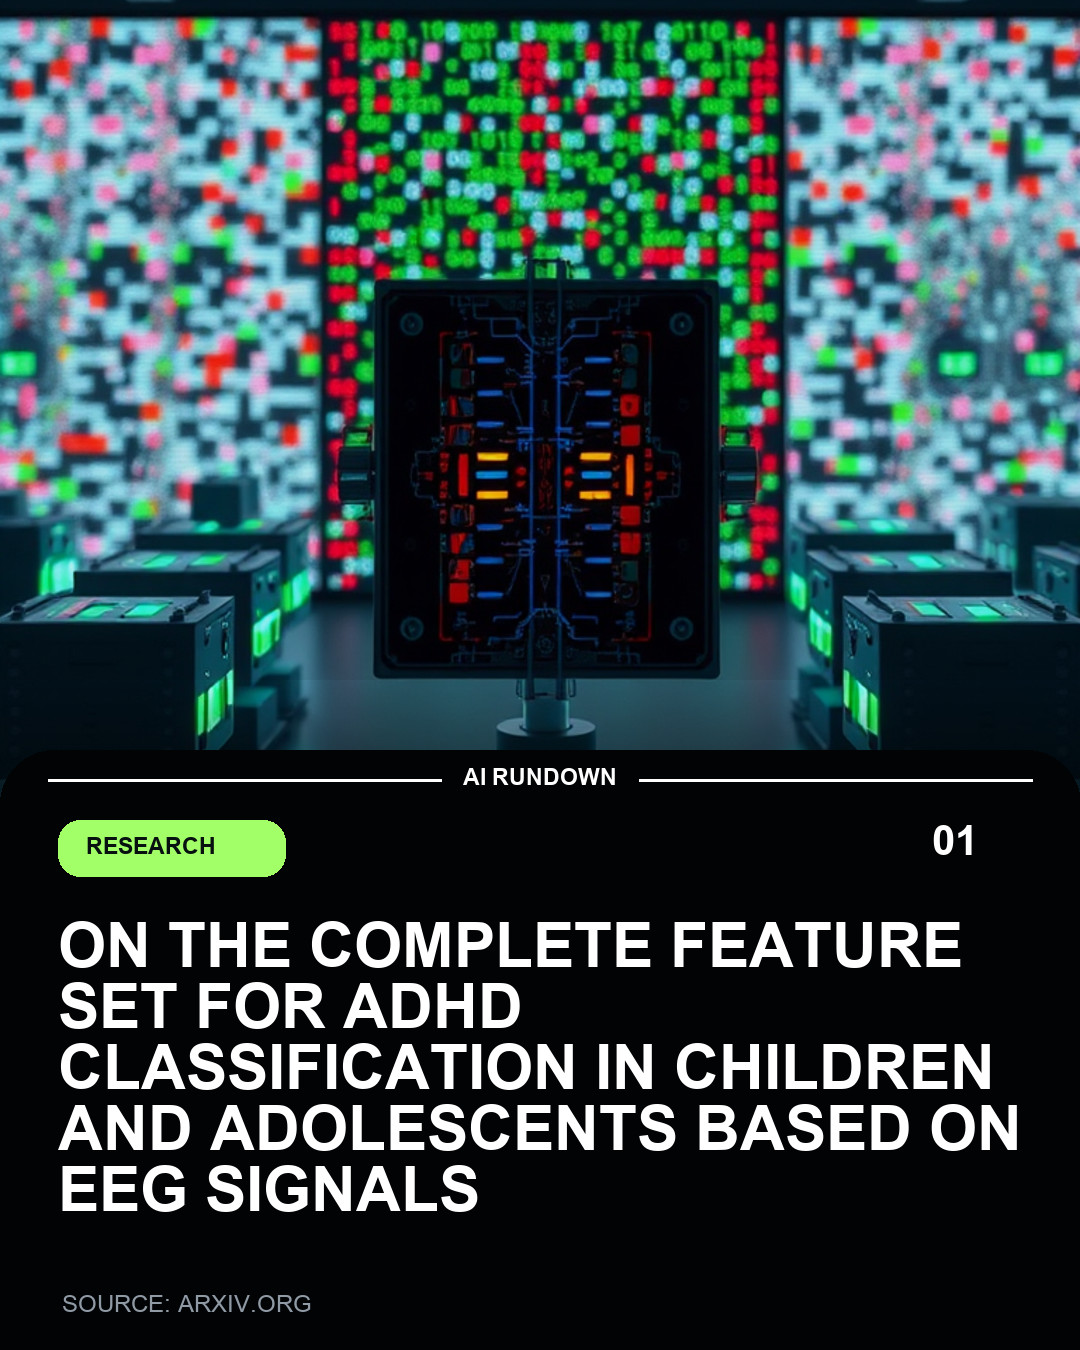 AI RUNDOWN
RESEARCH
01
ON THE COMPLETE FEATURE
SET FOR ADHD
CLASSIFICATION IN CHILDREN
AND ADOLESCENTS BASED ON
EEG SIGNALS
SOURCE: ARXIV.ORG